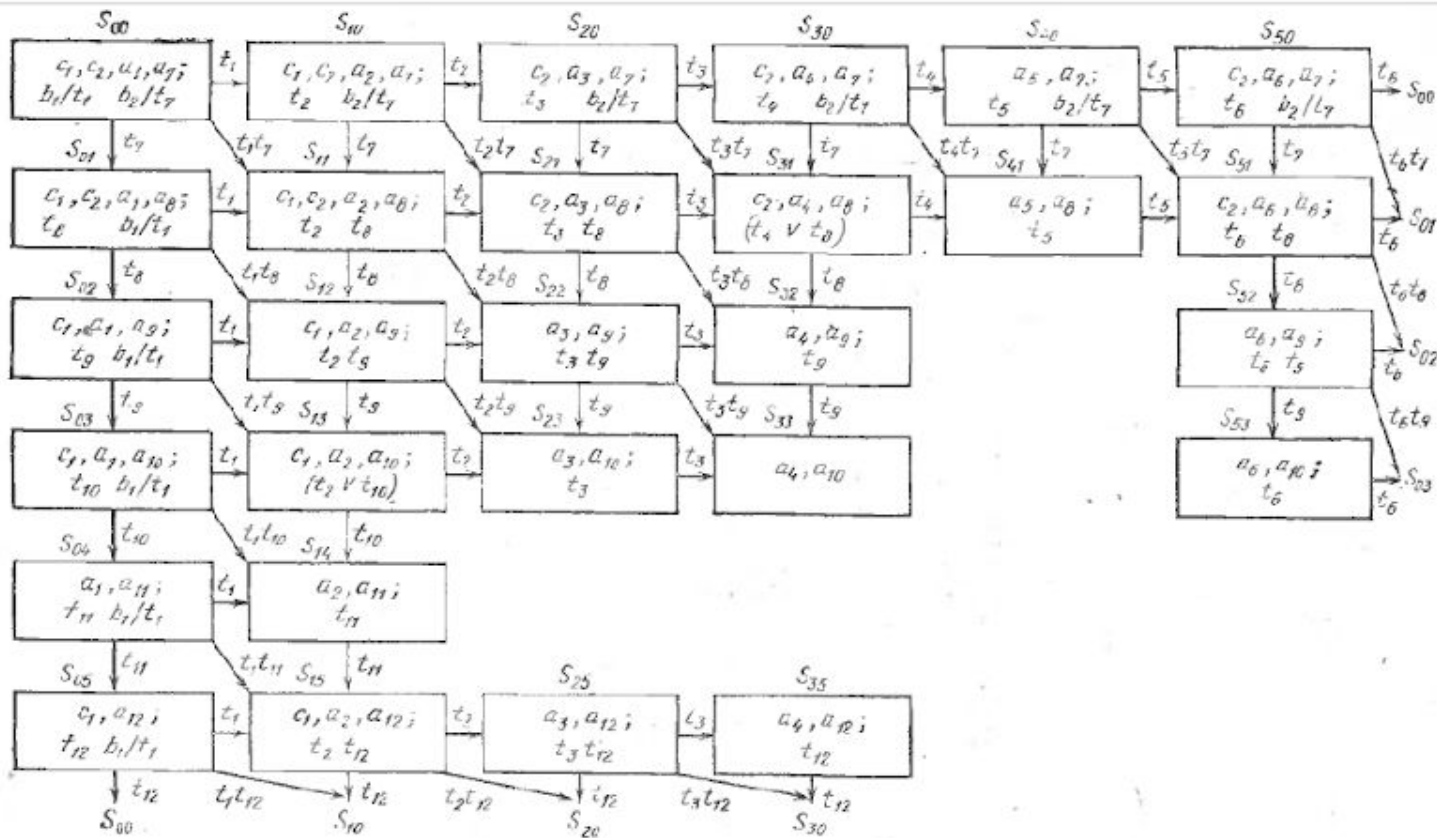 S₀₀ S₁₀ S₂₀ S₃₀ S₅₀
c₁, c₂, a₁, a₇; t₁ c₁, c₂, a₂, a₇; t₂ c₂, a₃, a₇; t₃ c₂, a₆, a₇; t₄ a₅, a₇; t₅ c₂, a₆, a₇; t₆
b₁/t₁ b₂/t₇ t₂ b₂/t₇ t₃ b₂/t₇ t₄ b₂/t₁ t₅ b₂/t₇ t₆ b₂/t₇ S₀₀
S₀₁ t₇ t₁t₇ S₁₁ t₇ t₂t₇ S₂₁ t₇ t₃t₇ S₃₁ t₇ t₄t₇ S₄₁ t₇ t₅t₇ S₅₁ t₇ t₆t₇
c₁, c₂, a₁, a₈; t₁ c₁, c₂, a₂, a₈; t₂ c₂, a₃, a₈; t₃ c₂, a₄, a₈; t₄ a₅, a₈; t₅ c₂, a₆, a₈; S₀₁
t₈ b₁/t₁ t₂ t₈ t₃ t₈ (t₄ ∨ t₈) t₅ t₆ t₈ t₆
S₀₂ t₈ t₁t₈ S₁₂ t₈ t₂t₈ S₂₂ t₈ t₃t₈ S₃₂ t₈ S₅₂ t₈ t₆t₈
c₁, a₁, a₉; t₁ c₁, a₂, a₉; t₂ a₃, a₉; t₃ a₄, a₉; a₆, a₉; S₀₂
t₉ b₁/t₁ t₂ t₉ t₃ t₉ t₉ t₆ t₅ t₆
S₀₃ t₉ t₁t₉ S₁₃ t₉ t₂t₉ S₂₃ t₉ t₃t₉ S₃₃ t₉ S₅₃ t₉ t₆t₉
c₁, a₁, a₁₀; t₁ c₁, a₂, a₁₀; t₂ a₃, a₁₀; t₃ a₄, a₁₀ a₆, a₁₀; S₀₃
t₁₀ b₁/t₁ (t₂ ∨ t₁₀) t₃ t₆ t₆
S₀₄ t₁₀ t₁t₁₀ S₁₄ t₁₀
a₁, a₁₁; t₁ a₂, a₁₁;
t₁₁ b₁/t₁ t₁₁
S₀₅ t₁₁ t₁t₁₁ S₁₅ t₁₁ S₂₅ S₃₅
c₁, a₁₂; t₁ c₁, a₂, a₁₂; t₂ a₃, a₁₂; t₃ a₄, a₁₂;
t₁₂ b₁/t₁ t₂ t₁₂ t₃ t₁₂ t₁₂
t₁₂ t₁t₁₂ t₁₂ t₂t₁₂ t₁₂ t₃t₁₂ t₁₂
S₀₀ S₁₀ S₂₀ S₃₀